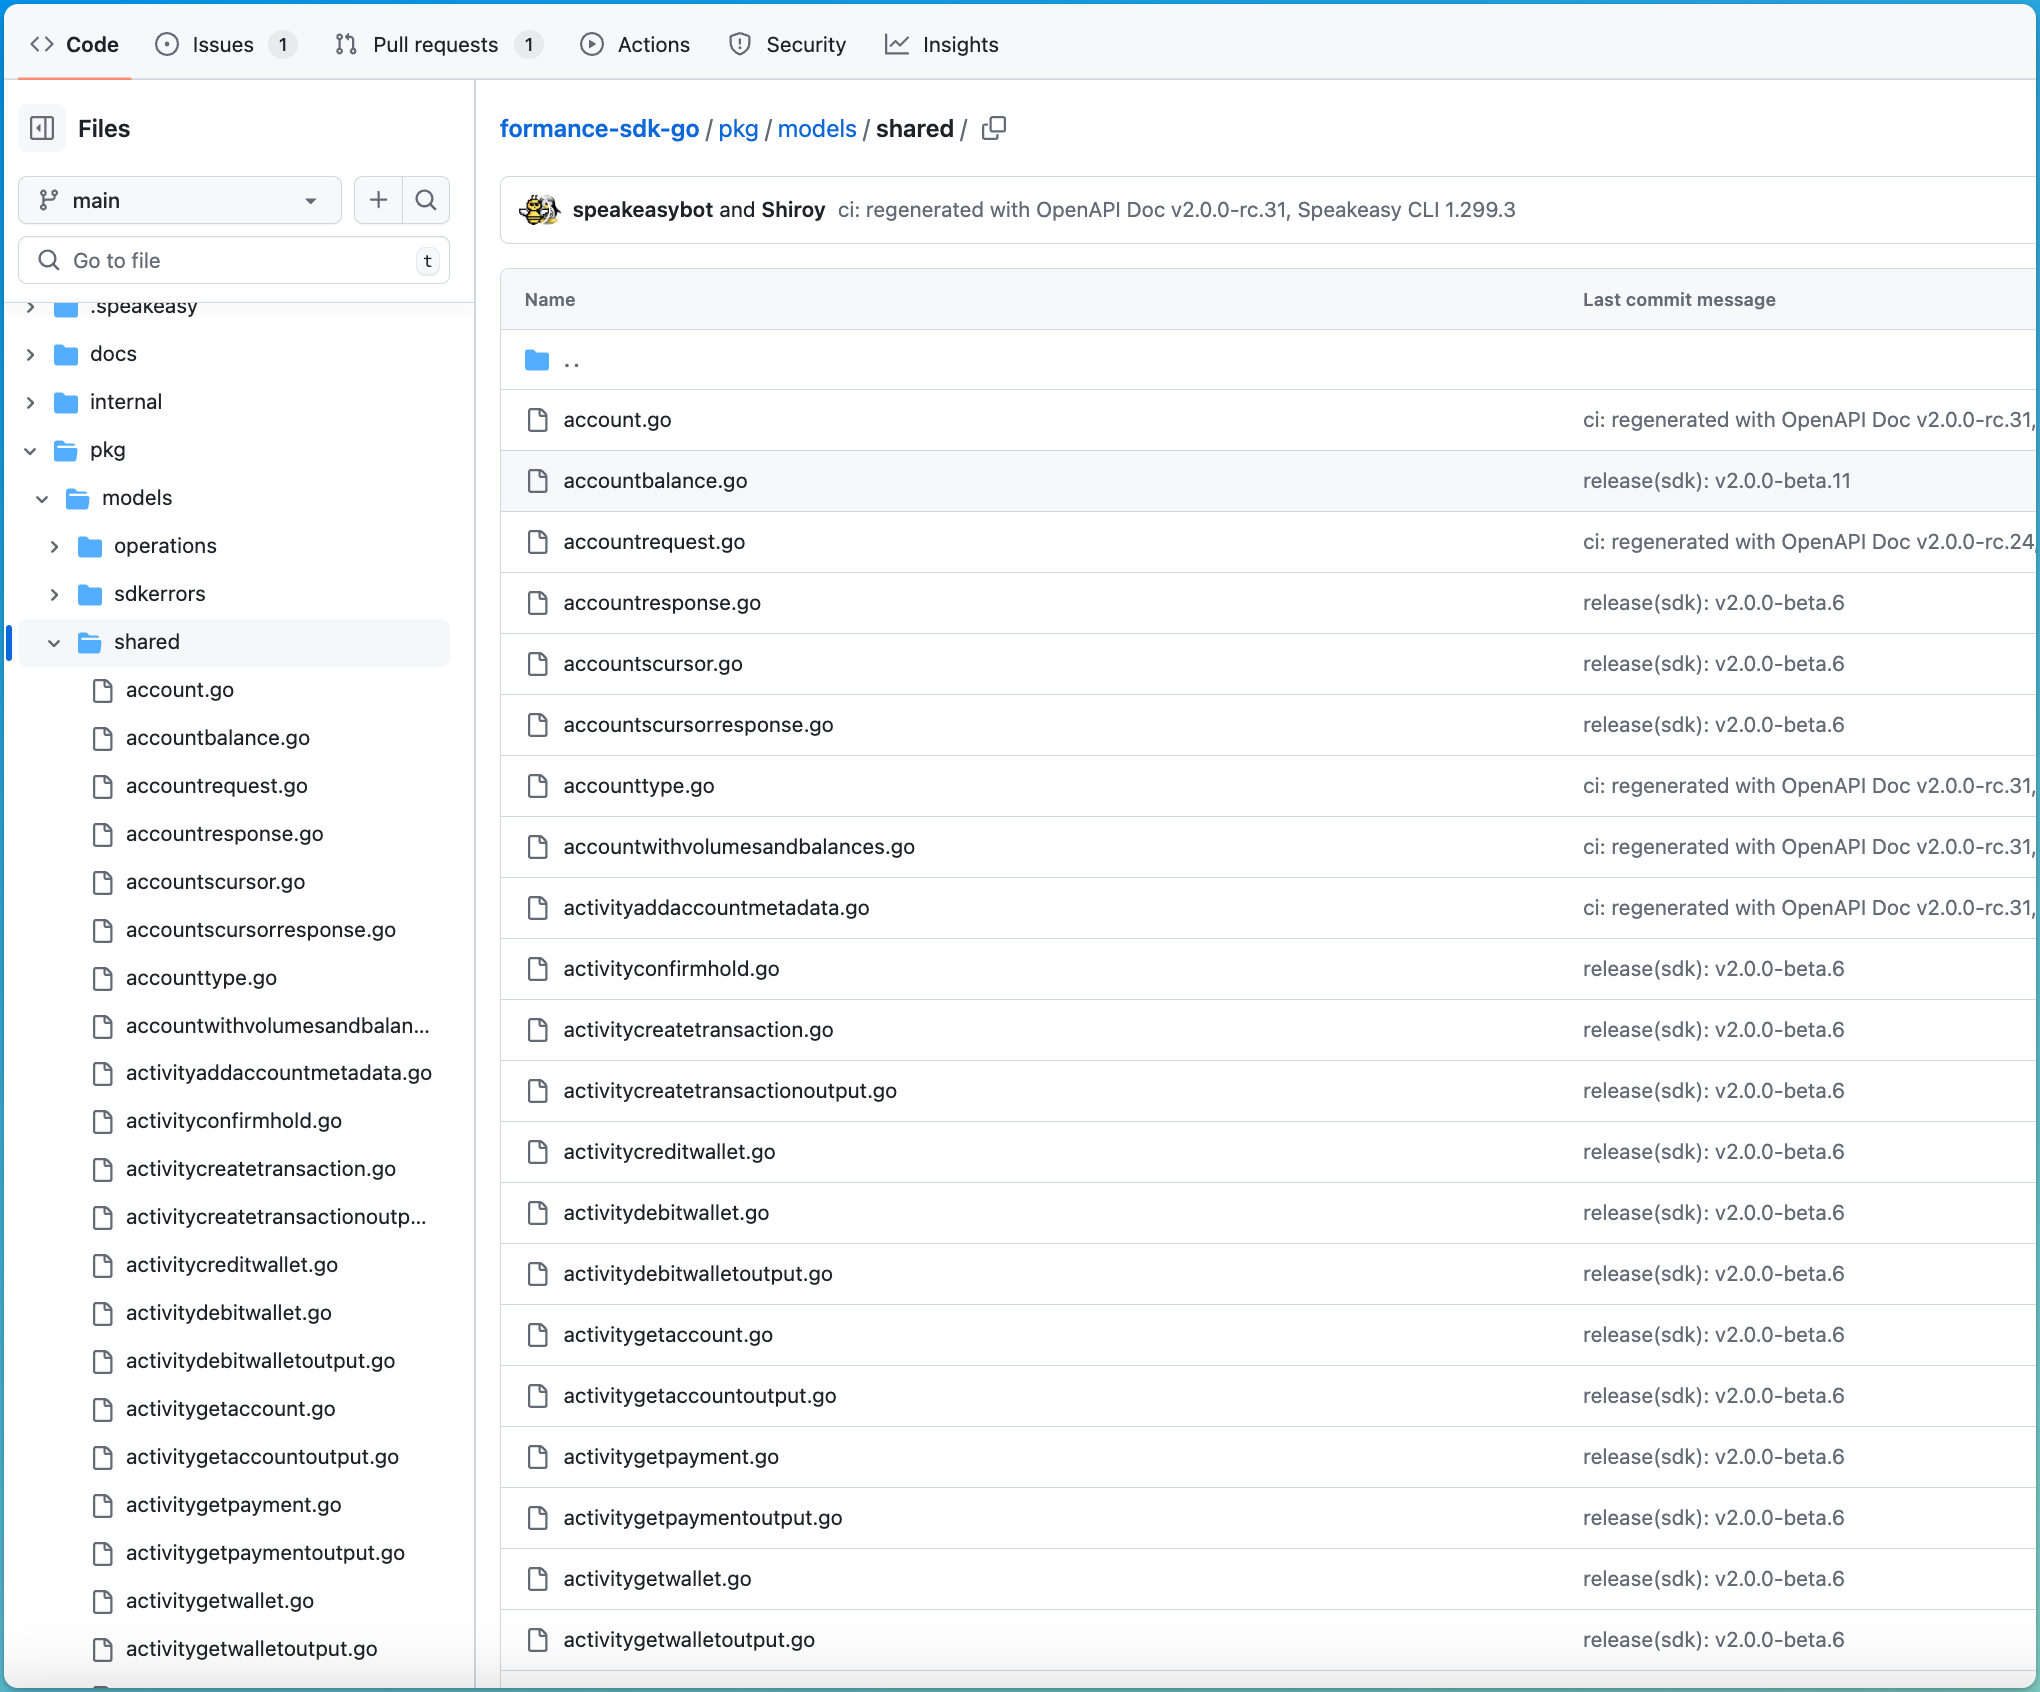 Code Issues 1 Pull requests 1 Actions Security Insights
Files
main
Go to file t
.speakeasy
docs
internal
pkg
models
operations
sdkerrors
shared
account.go
accountbalance.go
accountrequest.go
accountresponse.go
accountscursor.go
accountscursorresponse.go
accounttype.go
accountwithvolumesandbalan...
activityaddaccountmetadata.go
activityconfirmhold.go
activitycreatetransaction.go
activitycreatetransactionoutp...
activitycreditwallet.go
activitydebitwallet.go
activitydebitwalletoutput.go
activitygetaccount.go
activitygetaccountoutput.go
activitygetpayment.go
activitygetpaymentoutput.go
activitygetwallet.go
activitygetwalletoutput.go
formance-sdk-go / pkg / models / shared /
speakeasybot and Shiroy ci: regenerated with OpenAPI Doc v2.0.0-rc.31, Speakeasy CLI 1.299.3
Name Last commit message
..
account.go ci: regenerated with OpenAPI Doc v2.0.0-rc.31,
accountbalance.go release(sdk): v2.0.0-beta.11
accountrequest.go ci: regenerated with OpenAPI Doc v2.0.0-rc.24,
accountresponse.go release(sdk): v2.0.0-beta.6
accountscursor.go release(sdk): v2.0.0-beta.6
accountscursorresponse.go release(sdk): v2.0.0-beta.6
accounttype.go ci: regenerated with OpenAPI Doc v2.0.0-rc.31,
accountwithvolumesandbalances.go ci: regenerated with OpenAPI Doc v2.0.0-rc.31,
activityaddaccountmetadata.go ci: regenerated with OpenAPI Doc v2.0.0-rc.31,
activityconfirmhold.go release(sdk): v2.0.0-beta.6
activitycreatetransaction.go release(sdk): v2.0.0-beta.6
activitycreatetransactionoutput.go release(sdk): v2.0.0-beta.6
activitycreditwallet.go release(sdk): v2.0.0-beta.6
activitydebitwallet.go release(sdk): v2.0.0-beta.6
activitydebitwalletoutput.go release(sdk): v2.0.0-beta.6
activitygetaccount.go release(sdk): v2.0.0-beta.6
activitygetaccountoutput.go release(sdk): v2.0.0-beta.6
activitygetpayment.go release(sdk): v2.0.0-beta.6
activitygetpaymentoutput.go release(sdk): v2.0.0-beta.6
activitygetwallet.go release(sdk): v2.0.0-beta.6
activitygetwalletoutput.go release(sdk): v2.0.0-beta.6